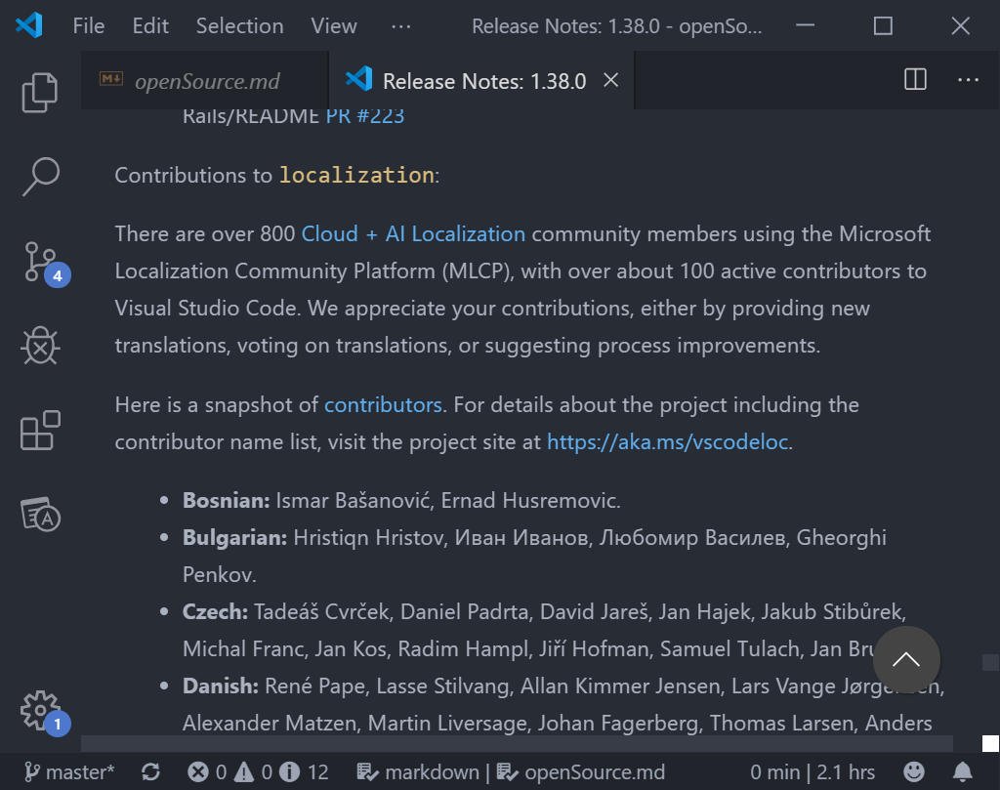 File Edit Selection View ··· Release Notes: 1.38.0 - openSo...
openSource.md Release Notes: 1.38.0
Rails/README PR #223
Contributions to localization:
There are over 800 Cloud + AI Localization community members using the Microsoft
Localization Community Platform (MLCP), with over about 100 active contributors to
Visual Studio Code. We appreciate your contributions, either by providing new
translations, voting on translations, or suggesting process improvements.
Here is a snapshot of contributors. For details about the project including the
contributor name list, visit the project site at https://aka.ms/vscodeloc.
• Bosnian: Ismar Bašanović, Ernad Husremovic.
• Bulgarian: Hristiqn Hristov, Иван Иванов, Любомир Василев, Gheorghi
Penkov.
• Czech: Tadeáš Cvrček, Daniel Padrta, David Jareš, Jan Hajek, Jakub Stibůrek,
Michal Franc, Jan Kos, Radim Hampl, Jiří Hofman, Samuel Tulach, Jan
• Danish: René Pape, Lasse Stilvang, Allan Kimmer Jensen, Lars Vange
Alexander Matzen, Martin Liversage, Johan Fagerberg, Thomas Larsen, Anders
4
1
master* 0 0 12 markdown | openSource.md 0 min | 2.1 hrs